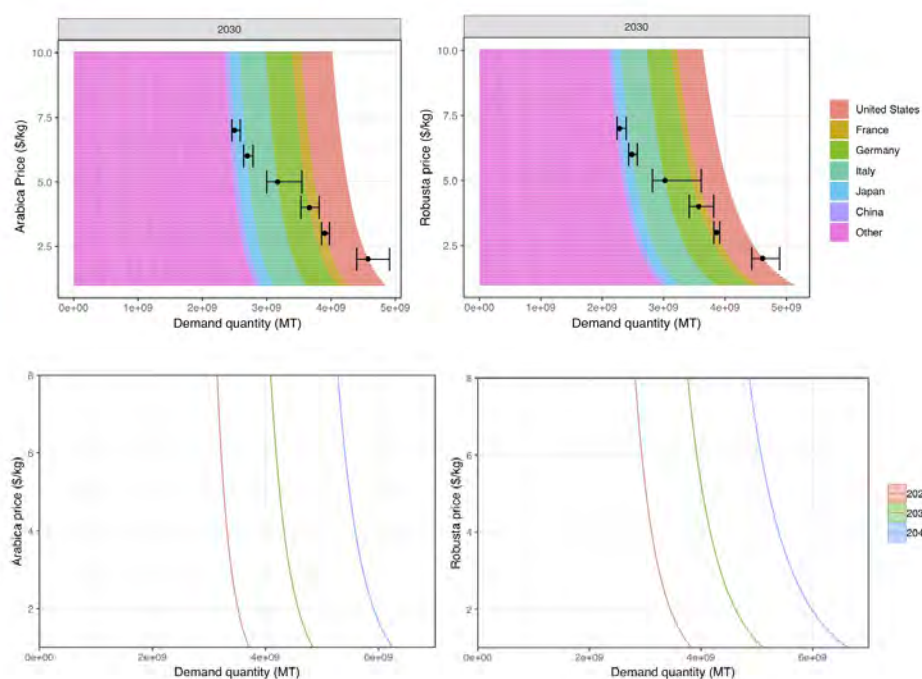 2030
2030
10.0
7.5
5.0
2.5
Arabica Price ($/kg)
0e+00
1e+09
2e+09
3e+09
4e+09
5e+09
Demand quantity (MT)
10.0
7.5
5.0
2.5
Robusta price ($/kg)
0e+00
1e+09
2e+09
3e+09
4e+09
5e+09
Demand quantity (MT)
United States
France
Germany
Italy
Japan
China
Other
8
6
4
2
Arabica price ($/kg)
0e+00
2e+09
4e+09
6e+09
Demand quantity (MT)
8
6
4
2
Robusta price ($/kg)
0e+00
2e+09
4e+09
6e+09
Demand quantity (MT)
202
203
204